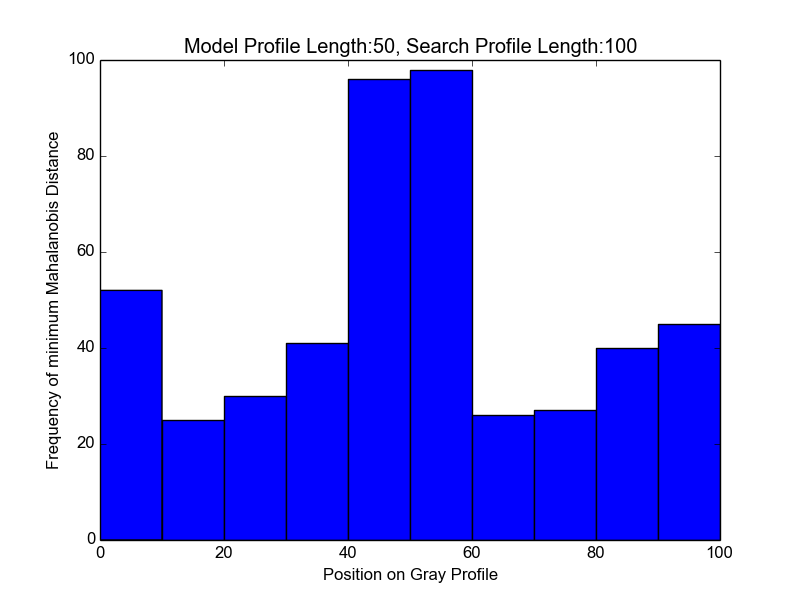 Model Profile Length:50, Search Profile Length:100
Frequency of minimum Mahalanobis Distance
100
80
60
40
20
0
0 20 40 60 80 100
Position on Gray Profile